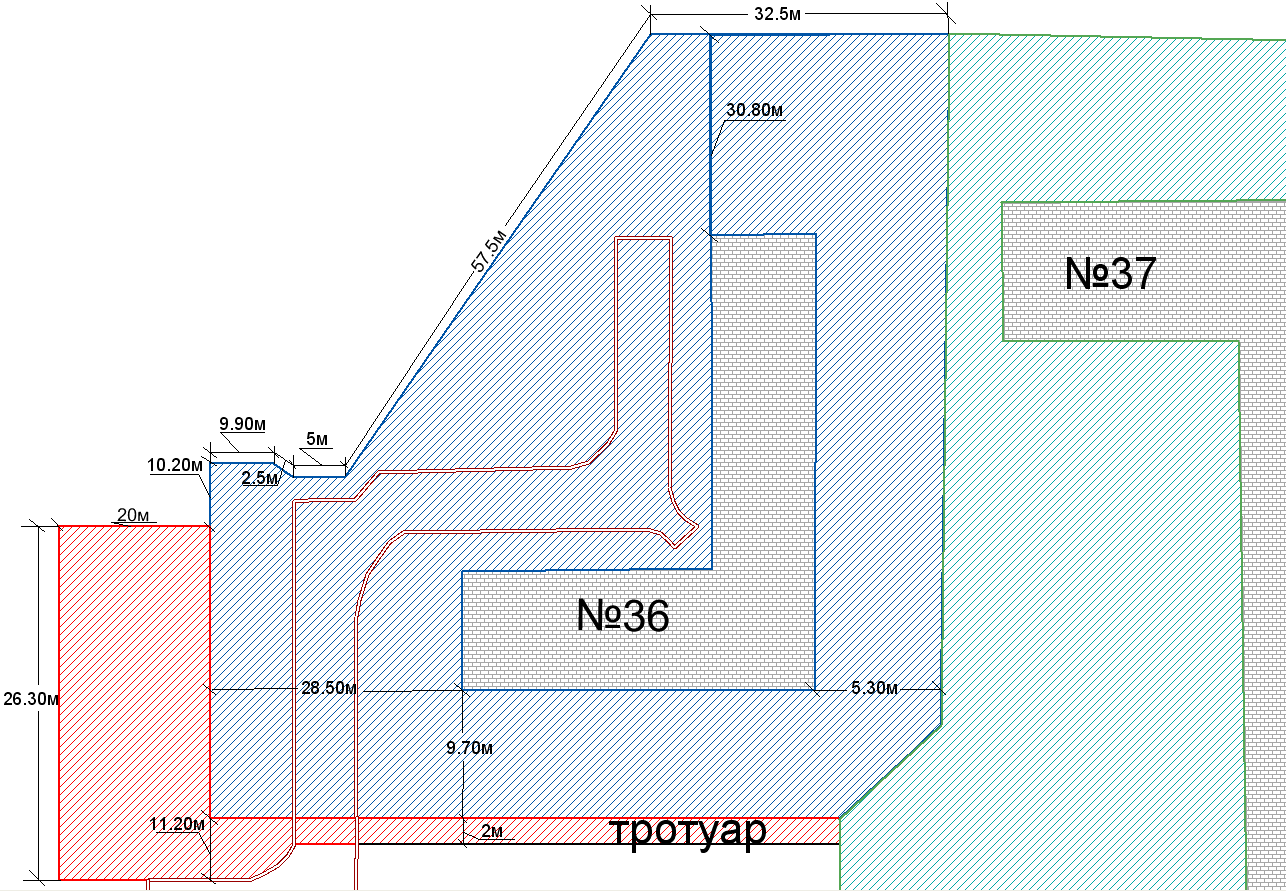 32.5м
30.80м
№37
57.5м
9.90м
5м
10.20м
2.5м
20м
№36
26.30м
28.50м
5.30м
9.70м
11.20м
2м
тротуар